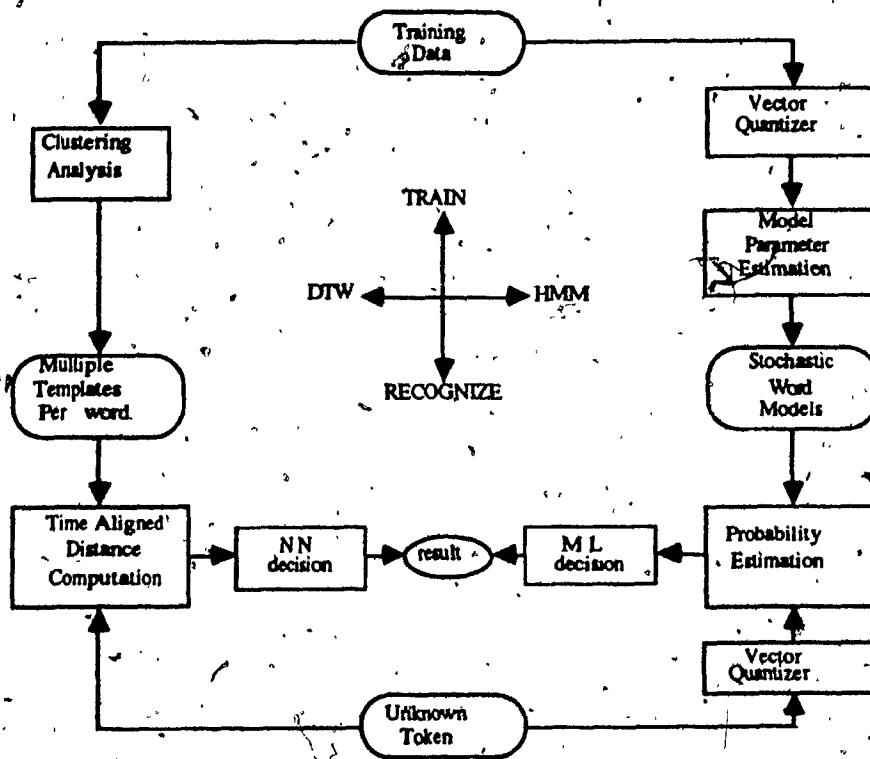 Training
Data
Vector
Quantizer
Clustering
Analysis
TRAIN
Model
Parameter
Estimation
DTW
HMM
Multiple
Templates
Per word.
Stochastic
Word
Models
RECOGNIZE
Time Aligned
Distance
Computation
NN
decision
result
ML
decision
Probability
Estimation
Vector
Quantizer
Unknown
Token